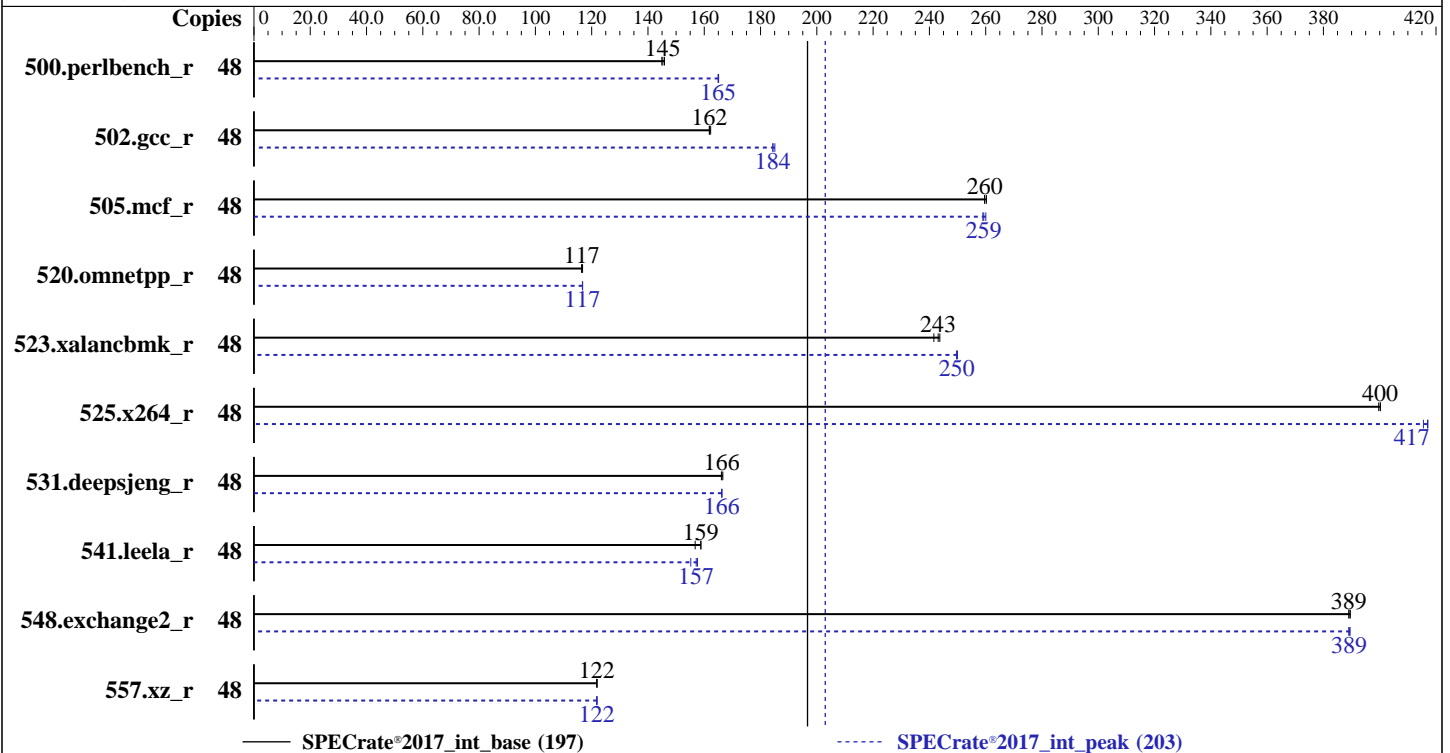 Copies 0 20.0 40.0 60.0 80.0 100 120 140 160 180 200 220 240 260 280 300 320 340 360 380 420
145
500.perlbench_r 48
165
162
502.gcc_r 48
184
260
505.mcf_r 48
259
117
520.omnetpp_r 48
117
243
523.xalancbmk_r 48
250
400
525.x264_r 48
417
166
531.deepsjeng_r 48
166
159
541.leela_r 48
157
389
548.exchange2_r 48
389
122
557.xz_r 48
122
SPECrate®2017_int_base (197) SPECrate®2017_int_peak (203)